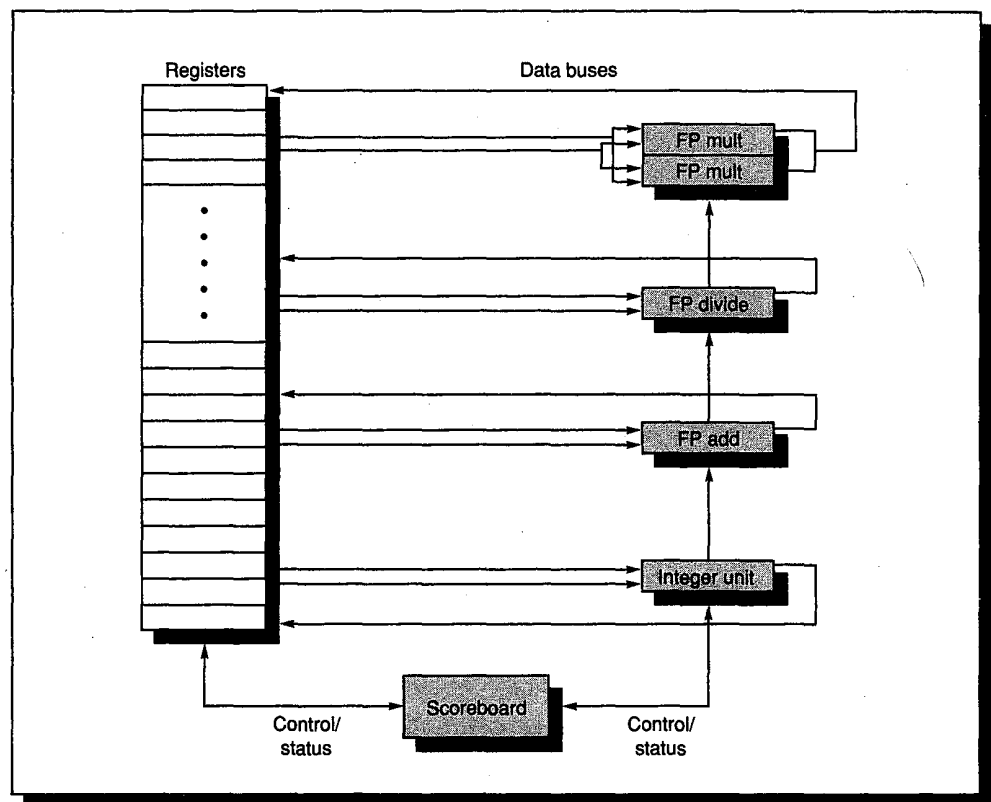 Registers
Data buses
FP mult
FP mult
FP divide
FP add
Integer unit
Scoreboard
Control/
status
Control/
status